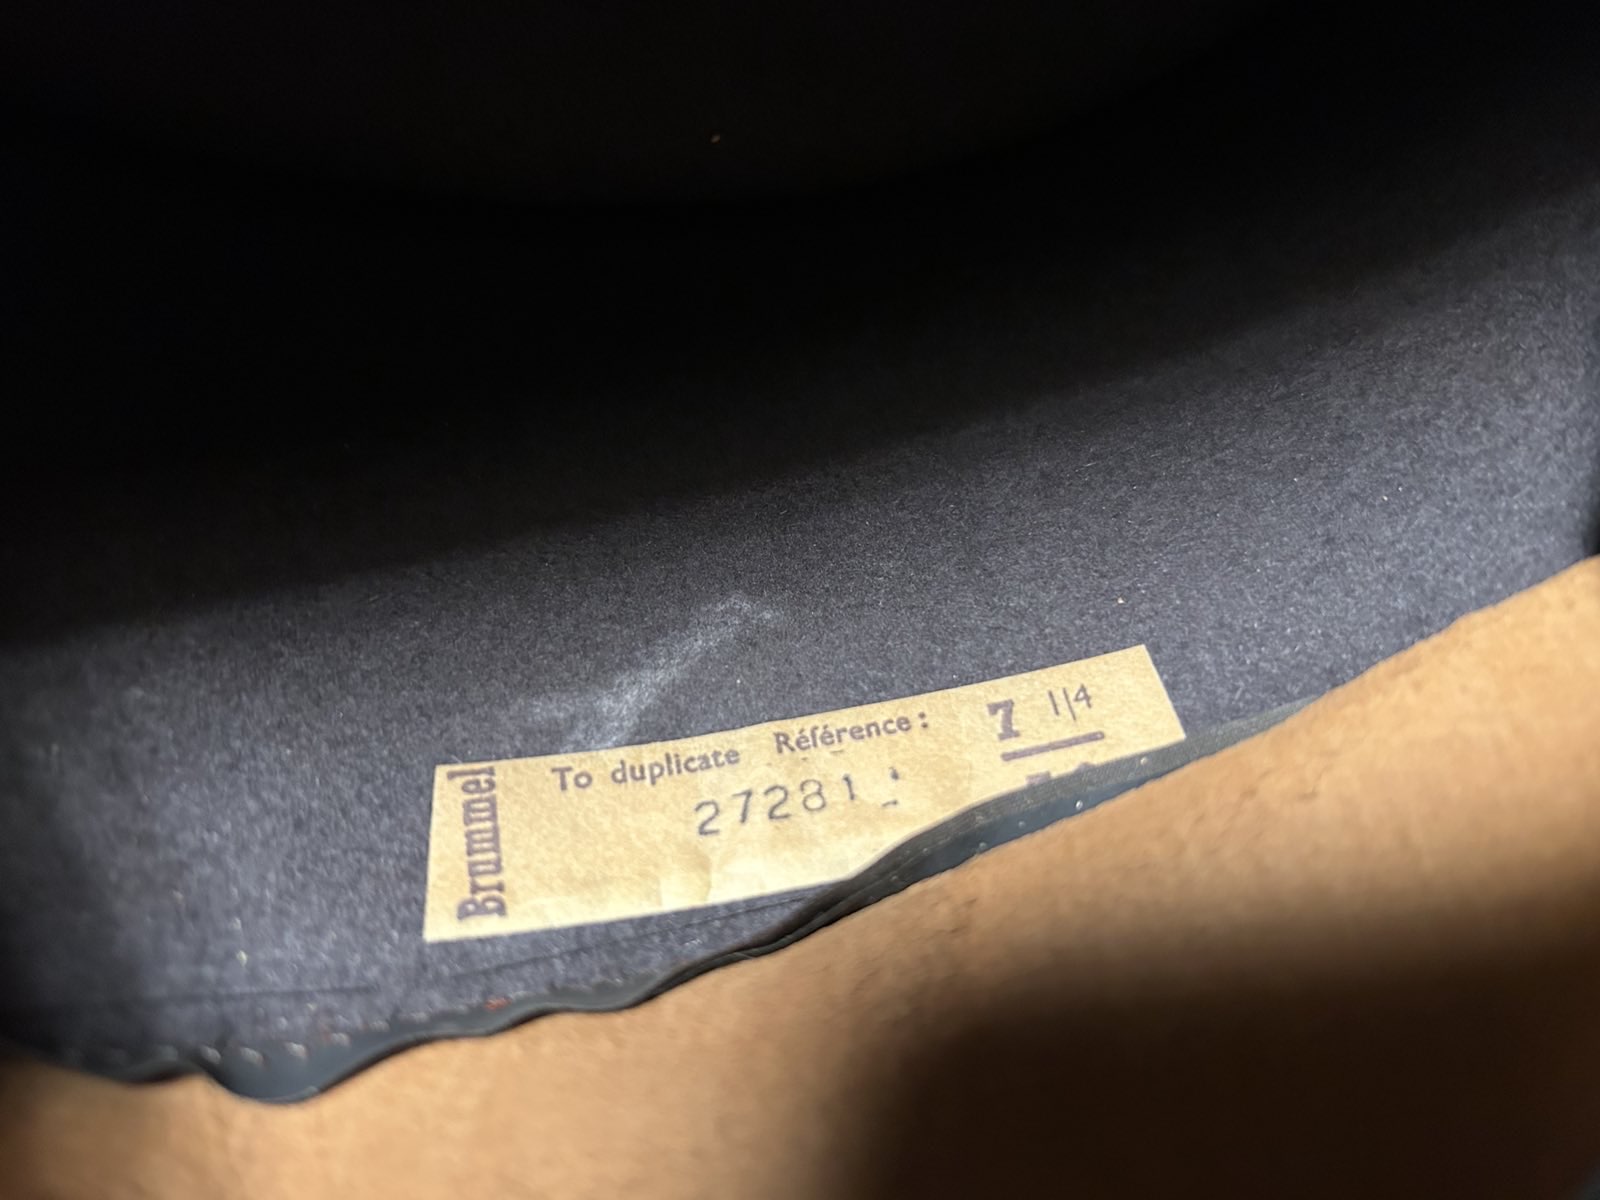 Brummel
To duplicate Référence: 7 1/4
27281